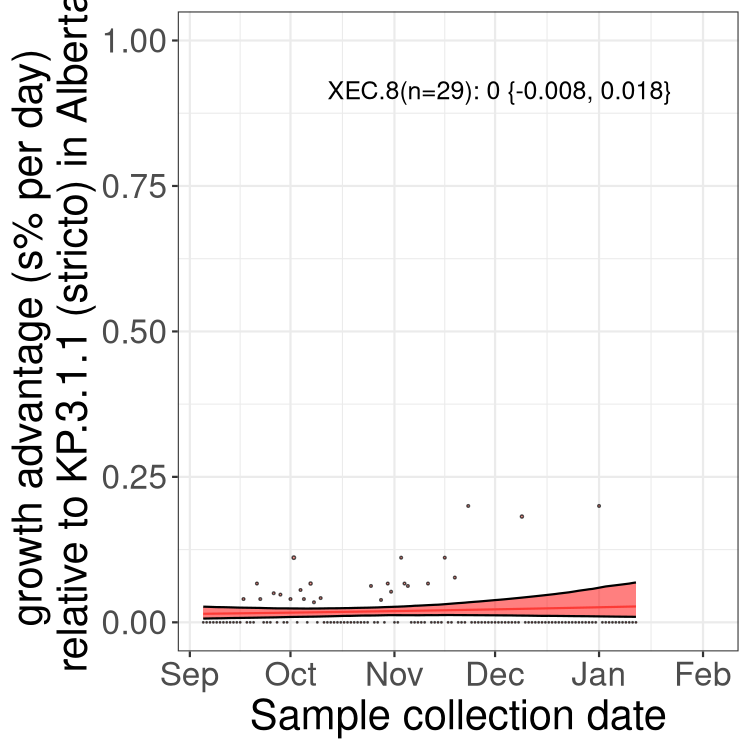 growth advantage (s% per day)
relative to KP.3.1.1 (stricto) in Alberta
1.00
0.75
0.50
0.25
0.00
XEC.8(n=29): 0 {-0.008, 0.018}
Sep Oct Nov Dec Jan Feb
Sample collection date